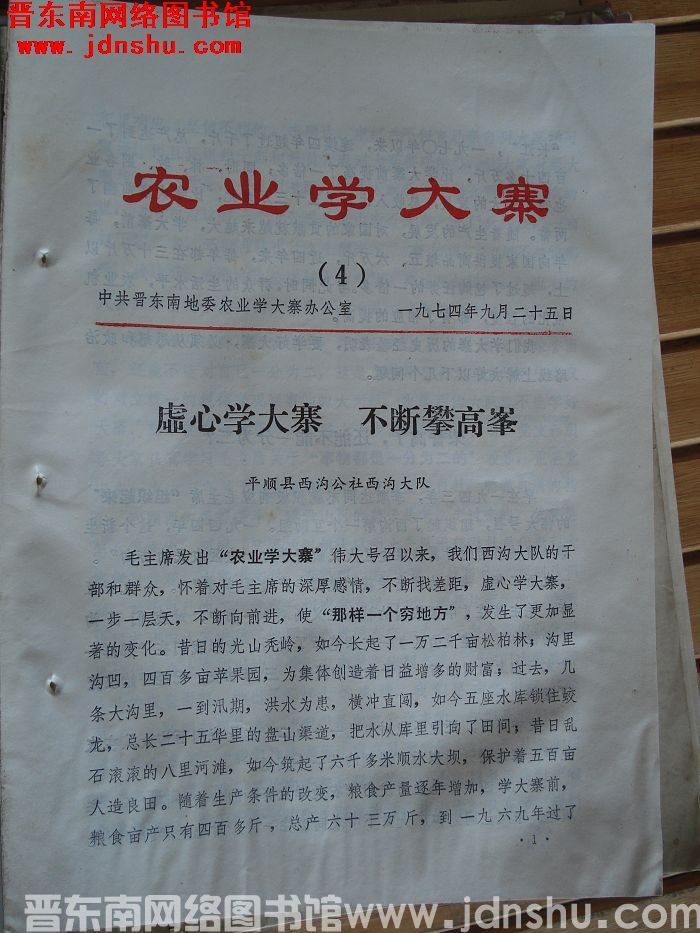 晋东南网络图书馆
www.jdnshu.com
农业学大寨
(4)
中共晋东南地委农业学大寨办公室 一九七四年九月二十五日
虚心学大寨 不断攀高峯
平顺县西沟公社西沟大队
毛主席发出“农业学大寨”伟大号召以来，我们西沟大队的干
部和群众，怀着对毛主席的深厚感情，不断找差距，虚心学大寨，
一步一层天，不断向前进，使“那样一个穷地方”，发生了更加显
著的变化。昔日的光山秃岭，如今长起了一万二千亩松柏林；沟里
沟凹，四百多亩苹果园，为集体创造着日益增多的财富；过去，几
条大沟里，一到汛期，洪水为患，横冲直闯，如今五座水库锁住蛟
龙，总长二十五华里的盘山渠道，把水从库里引向了田间；昔日乱
石滚滚的八里河滩，如今筑起了六千多米顺水大坝，保护着五百亩
人造良田。随着生产条件的改变，粮食产量逐年增加，学大寨前，
粮食亩产只有四百多斤，总产六十三万斤，到一九六九年过了
·1·
晋东南网络图书馆www.jdnshu.com